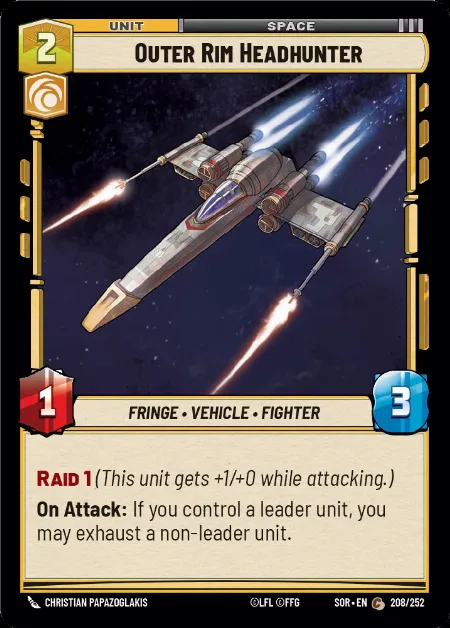 UNIT
SPACE
2
OUTER RIM HEADHUNTER
1
3
FRINGE • VEHICLE • FIGHTER
RAID 1 (This unit gets +1/+0 while attacking.)
On Attack: If you control a leader unit, you
may exhaust a non-leader unit.
CHRISTIAN PAPAZOGLAKIS
©LFL ©FFG
SOR • EN C 208/252